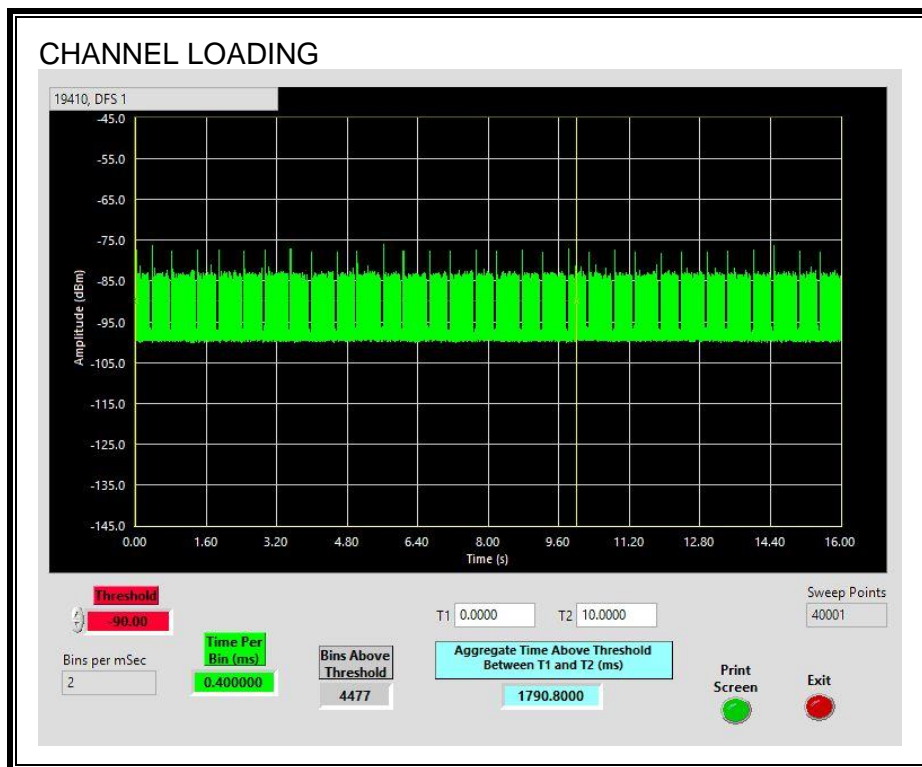 CHANNEL LOADING
19410, DFS 1
-45.0
-55.0
-65.0
-75.0
-85.0
-95.0
-105.0
-115.0
-125.0
-135.0
-145.0
Amplitude (dBm)
0.00 1.60 3.20 4.80 6.40 8.00 9.60 11.20 12.80 14.40 16.00
Time (s)
Threshold
-90.00
Bins per mSec
2
Time Per
Bin (ms)
0.400000
Bins Above
Threshold
4477
T1 0.0000 T2 10.0000
Aggregate Time Above Threshold
Between T1 and T2 (ms)
1790.8000
Sweep Points
40001
Print
Screen
Exit